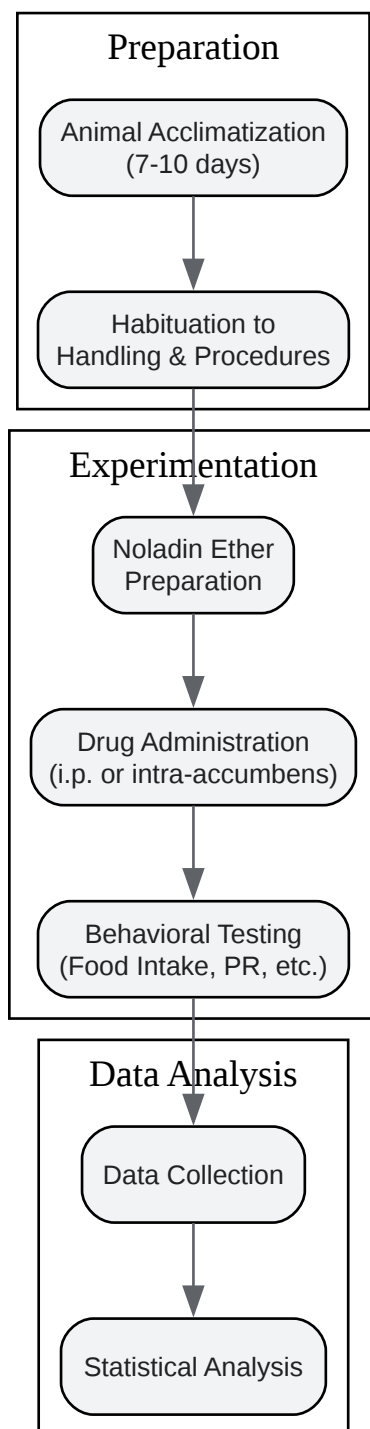 Preparation
Animal Acclimatization
(7-10 days)
Habituation to
Handling & Procedures
Experimentation
Noladin Ether
Preparation
Drug Administration
(i.p. or intra-accumbens)
Behavioral Testing
(Food Intake, PR, etc.)
Data Analysis
Data Collection
Statistical Analysis